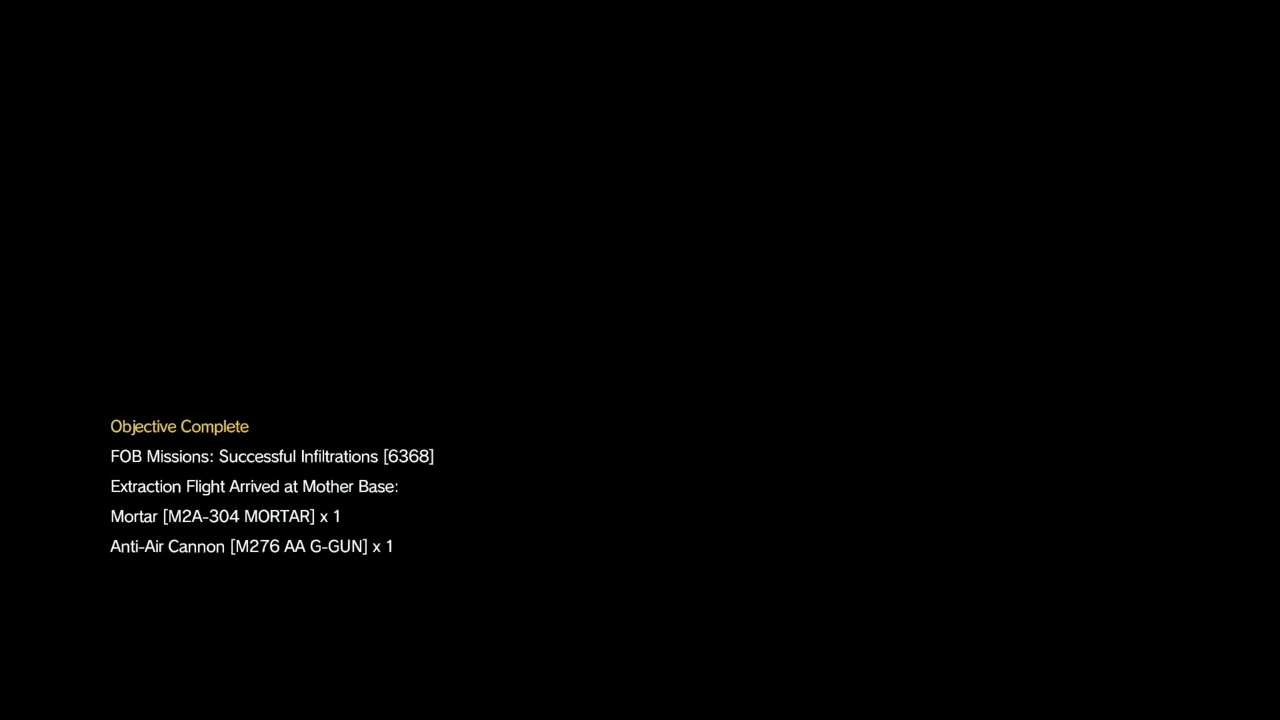 Objective Complete
FOB Missions: Successful Infiltrations [6368]
Extraction Flight Arrived at Mother Base:
Mortar [M2A-304 MORTAR] x 1
Anti-Air Cannon [M276 AA G-GUN] x 1